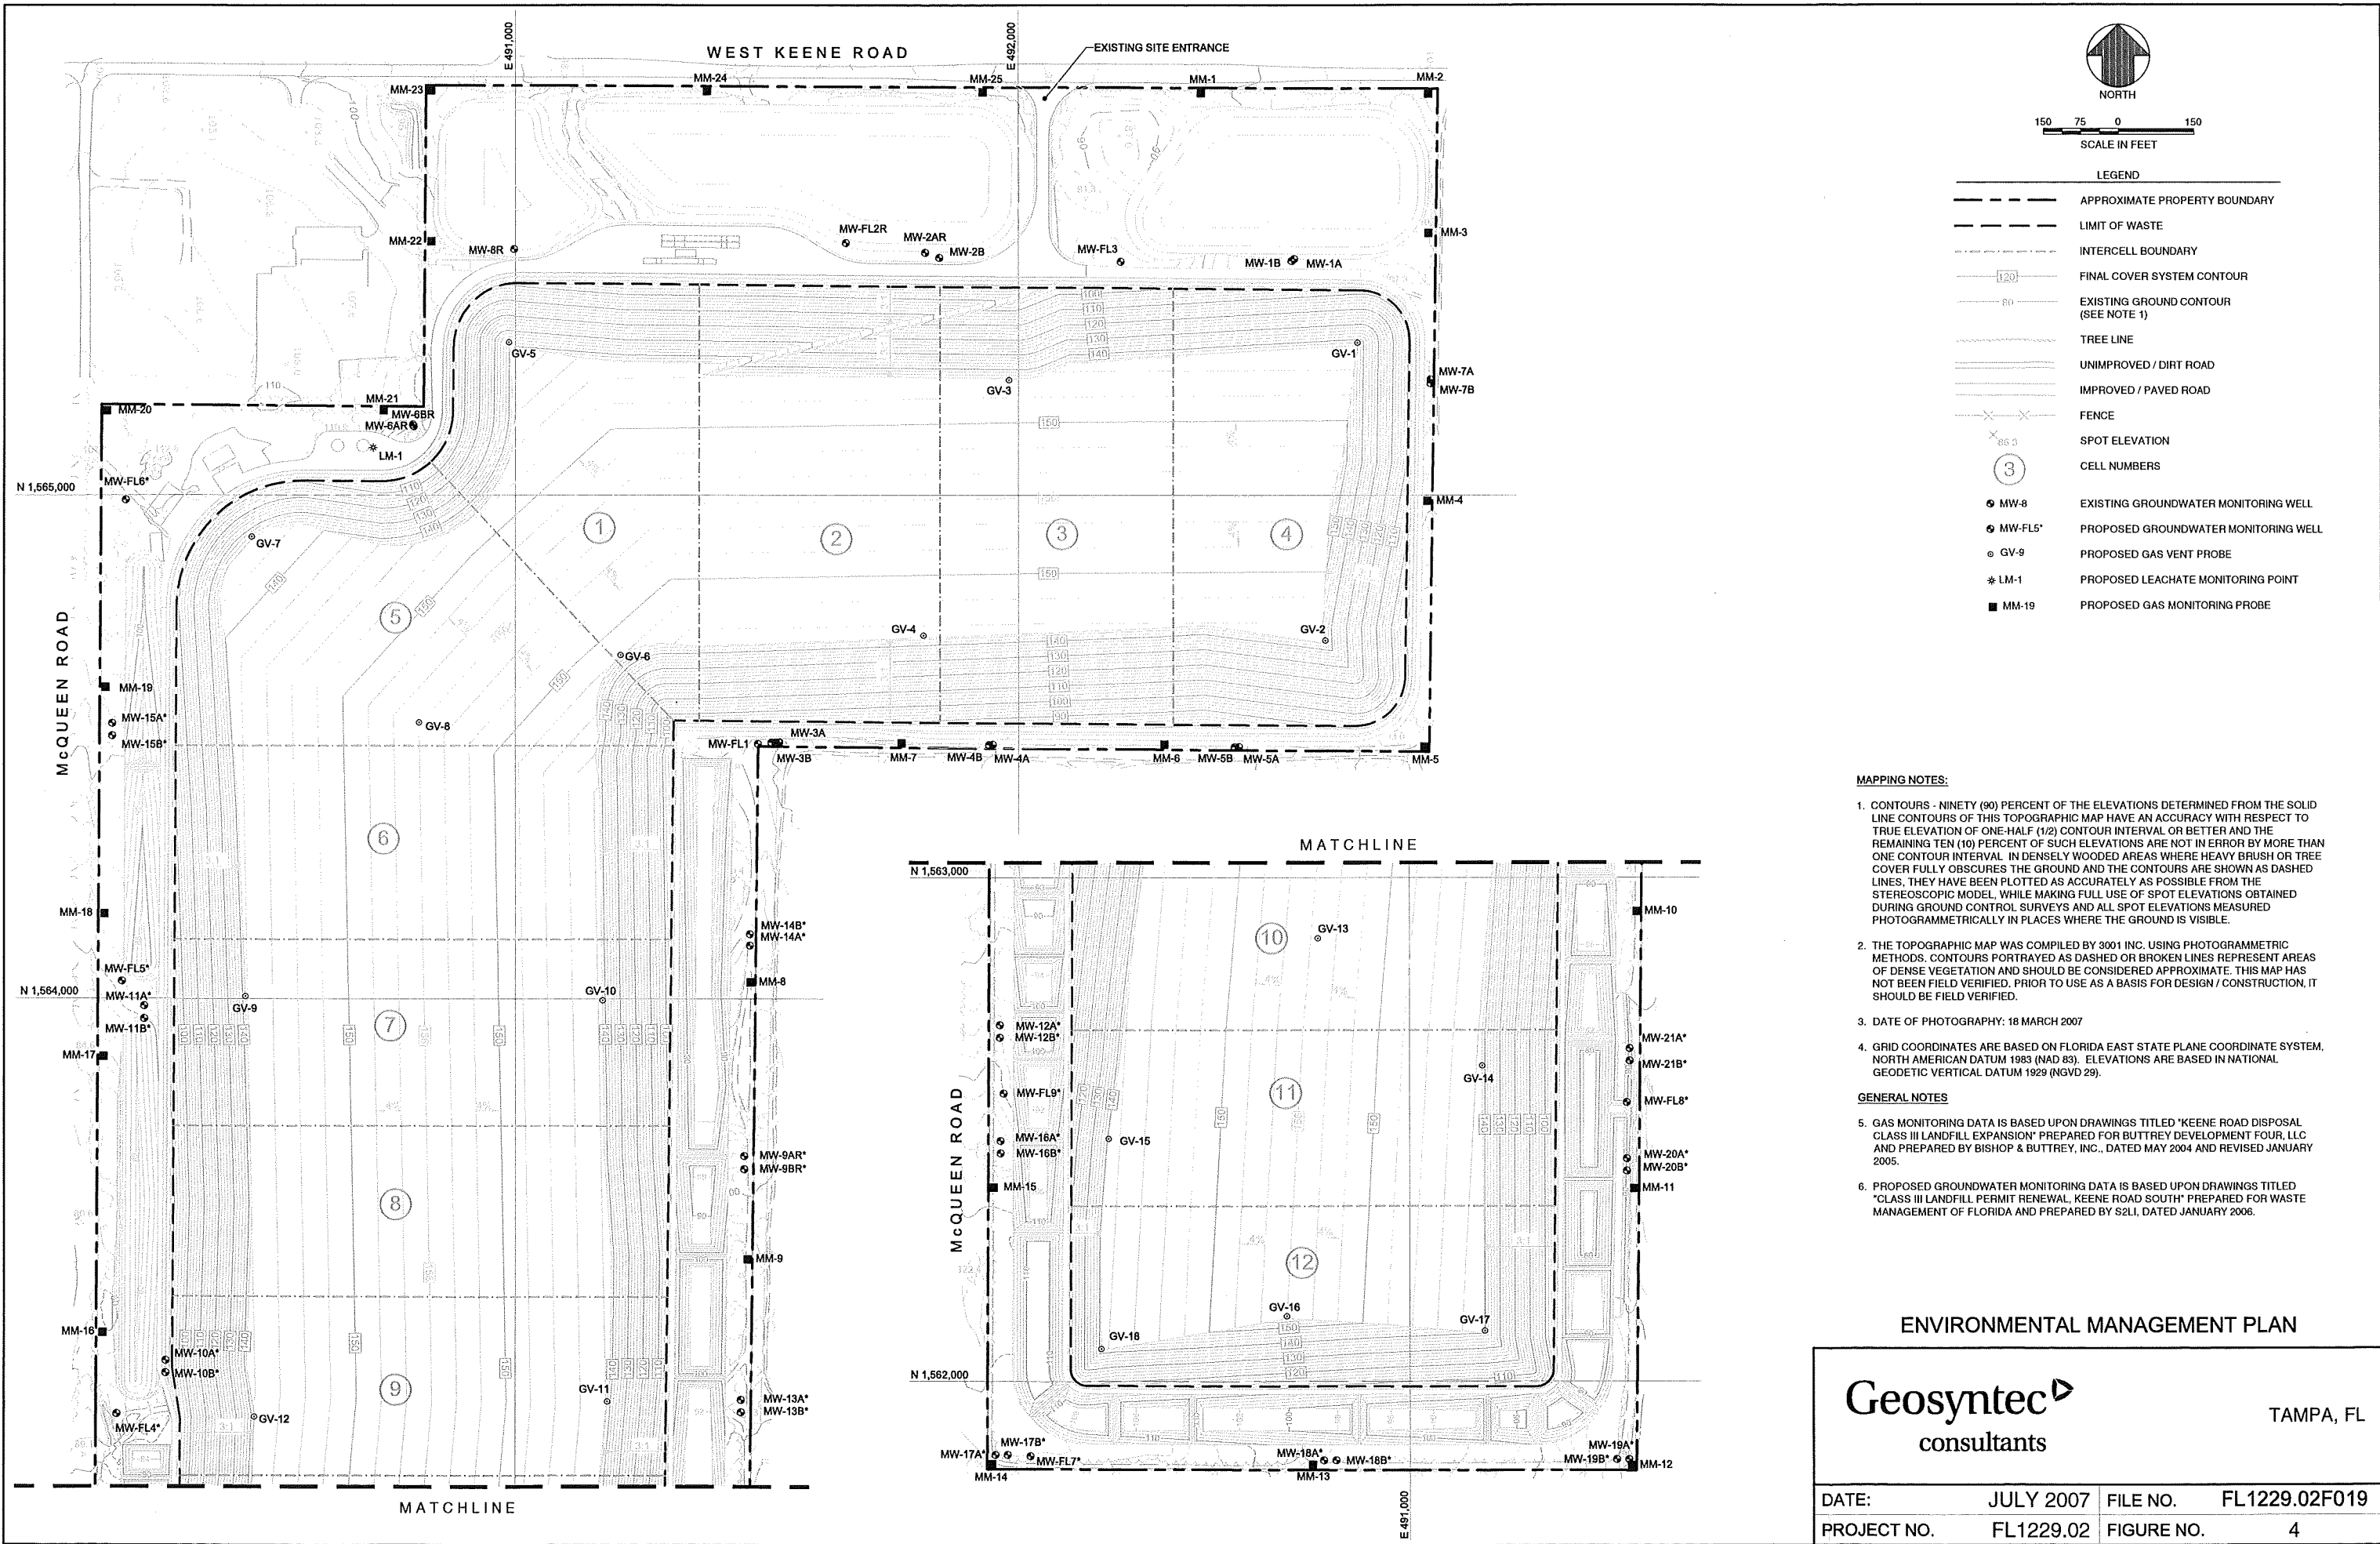 WEST KEENE ROAD
EXISTING SITE ENTRANCE
E 491,000
E 492,000
MM-23
MM-24
MM-25
MM-1
MM-2
MM-22
MW-8R
MW-FL2R
MW-2AR
MW-2B
MW-FL3
MW-1B
MW-1A
MM-3
GV-5
GV-3
GV-1
MW-7A
MW-7B
MM-20
MM-21
MW-6BR
MW-6AR
LM-1
110
N 1,565,000
MW-FL6*
MM-4
GV-7
1
2
3
4
5
GV-4
GV-2
GV-6
GV-8
McQUEEN ROAD
MM-19
MW-15A*
MW-15B*
MW-FL1
MW-3A
MW-3B
MM-7
MW-4B
MW-4A
MM-6
MW-5B
MW-5A
MM-5
100
110
120
130
140
150
6
MM-18
MW-14B*
MW-14A*
MW-FL5*
MM-8
N 1,564,000
MW-11A*
MW-11B*
GV-9
GV-10
7
MM-17
MW-9AR*
MW-9BR*
8
MM-9
MM-16
MW-10A*
MW-10B*
9
GV-11
GV-12
MW-13A*
MW-13B*
MW-FL4*
3:1
MATCHLINE
MATCHLINE
N 1,563,000
MM-10
10
GV-13
MW-12A*
MW-12B*
MW-21A*
MW-21B*
GV-14
MW-FL9*
11
MW-FL8*
MW-16A*
MW-16B*
GV-15
MW-20A*
MW-20B*
McQUEEN ROAD
MM-15
MM-11
12
GV-16
GV-17
GV-18
N 1,562,000
MW-17A*
MW-17B*
MW-FL7*
MM-14
MW-18A*
MW-18B*
MM-13
MW-19A*
MW-19B*
MM-12
E 491,000
NORTH
150 75 0 150
SCALE IN FEET
LEGEND
APPROXIMATE PROPERTY BOUNDARY
LIMIT OF WASTE
INTERCELL BOUNDARY
120 FINAL COVER SYSTEM CONTOUR
80 EXISTING GROUND CONTOUR
(SEE NOTE 1)
TREE LINE
UNIMPROVED / DIRT ROAD
IMPROVED / PAVED ROAD
FENCE
SPOT ELEVATION
3 CELL NUMBERS
MW-8 EXISTING GROUNDWATER MONITORING WELL
MW-FL5* PROPOSED GROUNDWATER MONITORING WELL
GV-9 PROPOSED GAS VENT PROBE
LM-1 PROPOSED LEACHATE MONITORING POINT
MM-19 PROPOSED GAS MONITORING PROBE
MAPPING NOTES:
1. CONTOURS - NINETY (90) PERCENT OF THE ELEVATIONS DETERMINED FROM THE SOLID
LINE CONTOURS OF THIS TOPOGRAPHIC MAP HAVE AN ACCURACY WITH RESPECT TO
TRUE ELEVATION OF ONE-HALF (1/2) CONTOUR INTERVAL OR BETTER AND THE
REMAINING TEN (10) PERCENT OF SUCH ELEVATIONS ARE NOT IN ERROR BY MORE THAN
ONE CONTOUR INTERVAL IN DENSELY WOODED AREAS WHERE HEAVY BRUSH OR TREE
COVER FULLY OBSCURES THE GROUND AND THE CONTOURS ARE SHOWN AS DASHED
LINES, THEY HAVE BEEN PLOTTED AS ACCURATELY AS POSSIBLE FROM THE
STEREOSCOPIC MODEL, WHILE MAKING FULL USE OF SPOT ELEVATIONS OBTAINED
DURING GROUND CONTROL SURVEYS AND ALL SPOT ELEVATIONS MEASURED
PHOTOGRAMMETRICALLY IN PLACES WHERE THE GROUND IS VISIBLE.
2. THE TOPOGRAPHIC MAP WAS COMPILED BY 3001 INC. USING PHOTOGRAMMETRIC
METHODS. CONTOURS PORTRAYED AS DASHED OR BROKEN LINES REPRESENT AREAS
OF DENSE VEGETATION AND SHOULD BE CONSIDERED APPROXIMATE. THIS MAP HAS
NOT BEEN FIELD VERIFIED. PRIOR TO USE AS A BASIS FOR DESIGN / CONSTRUCTION, IT
SHOULD BE FIELD VERIFIED.
3. DATE OF PHOTOGRAPHY: 18 MARCH 2007
4. GRID COORDINATES ARE BASED ON FLORIDA EAST STATE PLANE COORDINATE SYSTEM,
NORTH AMERICAN DATUM 1983 (NAD 83). ELEVATIONS ARE BASED IN NATIONAL
GEODETIC VERTICAL DATUM 1929 (NGVD 29).
GENERAL NOTES
5. GAS MONITORING DATA IS BASED UPON DRAWINGS TITLED "KEENE ROAD DISPOSAL
CLASS III LANDFILL EXPANSION" PREPARED FOR BUTTREY DEVELOPMENT FOUR, LLC
AND PREPARED BY BISHOP & BUTTREY, INC., DATED MAY 2004 AND REVISED JANUARY
2005.
6. PROPOSED GROUNDWATER MONITORING DATA IS BASED UPON DRAWINGS TITLED
"CLASS III LANDFILL PERMIT RENEWAL, KEENE ROAD SOUTH" PREPARED FOR WASTE
MANAGEMENT OF FLORIDA AND PREPARED BY S2LI, DATED JANUARY 2006.
ENVIRONMENTAL MANAGEMENT PLAN
Geosyntec
consultants
TAMPA, FL
DATE: JULY 2007 FILE NO. FL1229.02F019
PROJECT NO. FL1229.02 FIGURE NO. 4